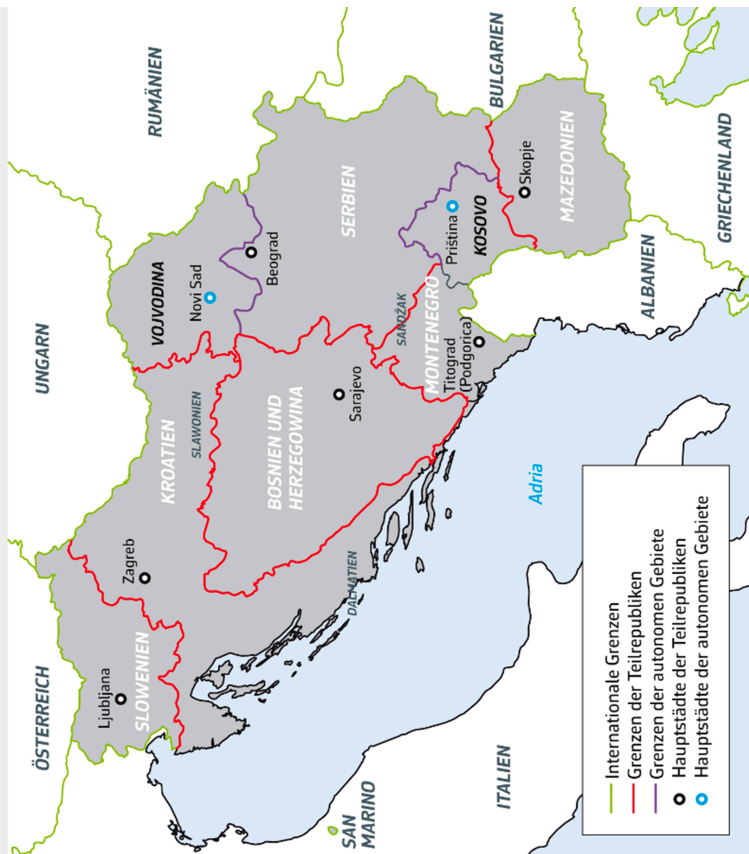 ÖSTERREICH
UNGARN
RUMÄNIEN
Ljubljana
SLOWENIEN
Zagreb
KROATIEN
SLAWONIEN
VOJVODINA
Novi Sad
Beograd
BOSNIEN UND
HERZEGOWINA
Sarajevo
SERBIEN
DALMATIEN
SANDŽAK
MONTENEGRO
Titograd
(Podgorica)
Priština
KOSOVO
BULGARIEN
Skopje
MAZEDONIEN
SAN
MARINO
ITALIEN
Adria
ALBANIEN
GRIECHENLAND
Internationale Grenzen
Grenzen der Teilrepubliken
Grenzen der autonomen Gebiete
Hauptstädte der Teilrepubliken
Hauptstädte der autonomen Gebiete